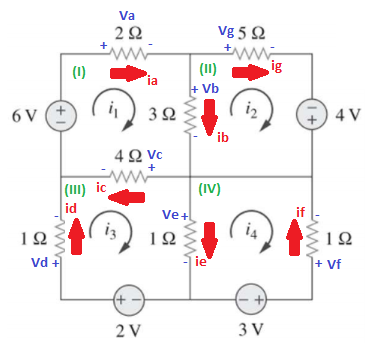 Va
2 Ω
+ -
Vg 5 Ω
+ -
(I)
ia
(II)
ig
6 V
+
-
i1
3 Ω
+ Vb
-
ib
i2
-
+
4 V
4 Ω Vc
- +
(III) ic
(IV)
id
-
1 Ω
Vd +
i3
Ve +
1 Ω
- ie
i4
if
-
1 Ω
+ Vf
+ -
2 V
- +
3 V